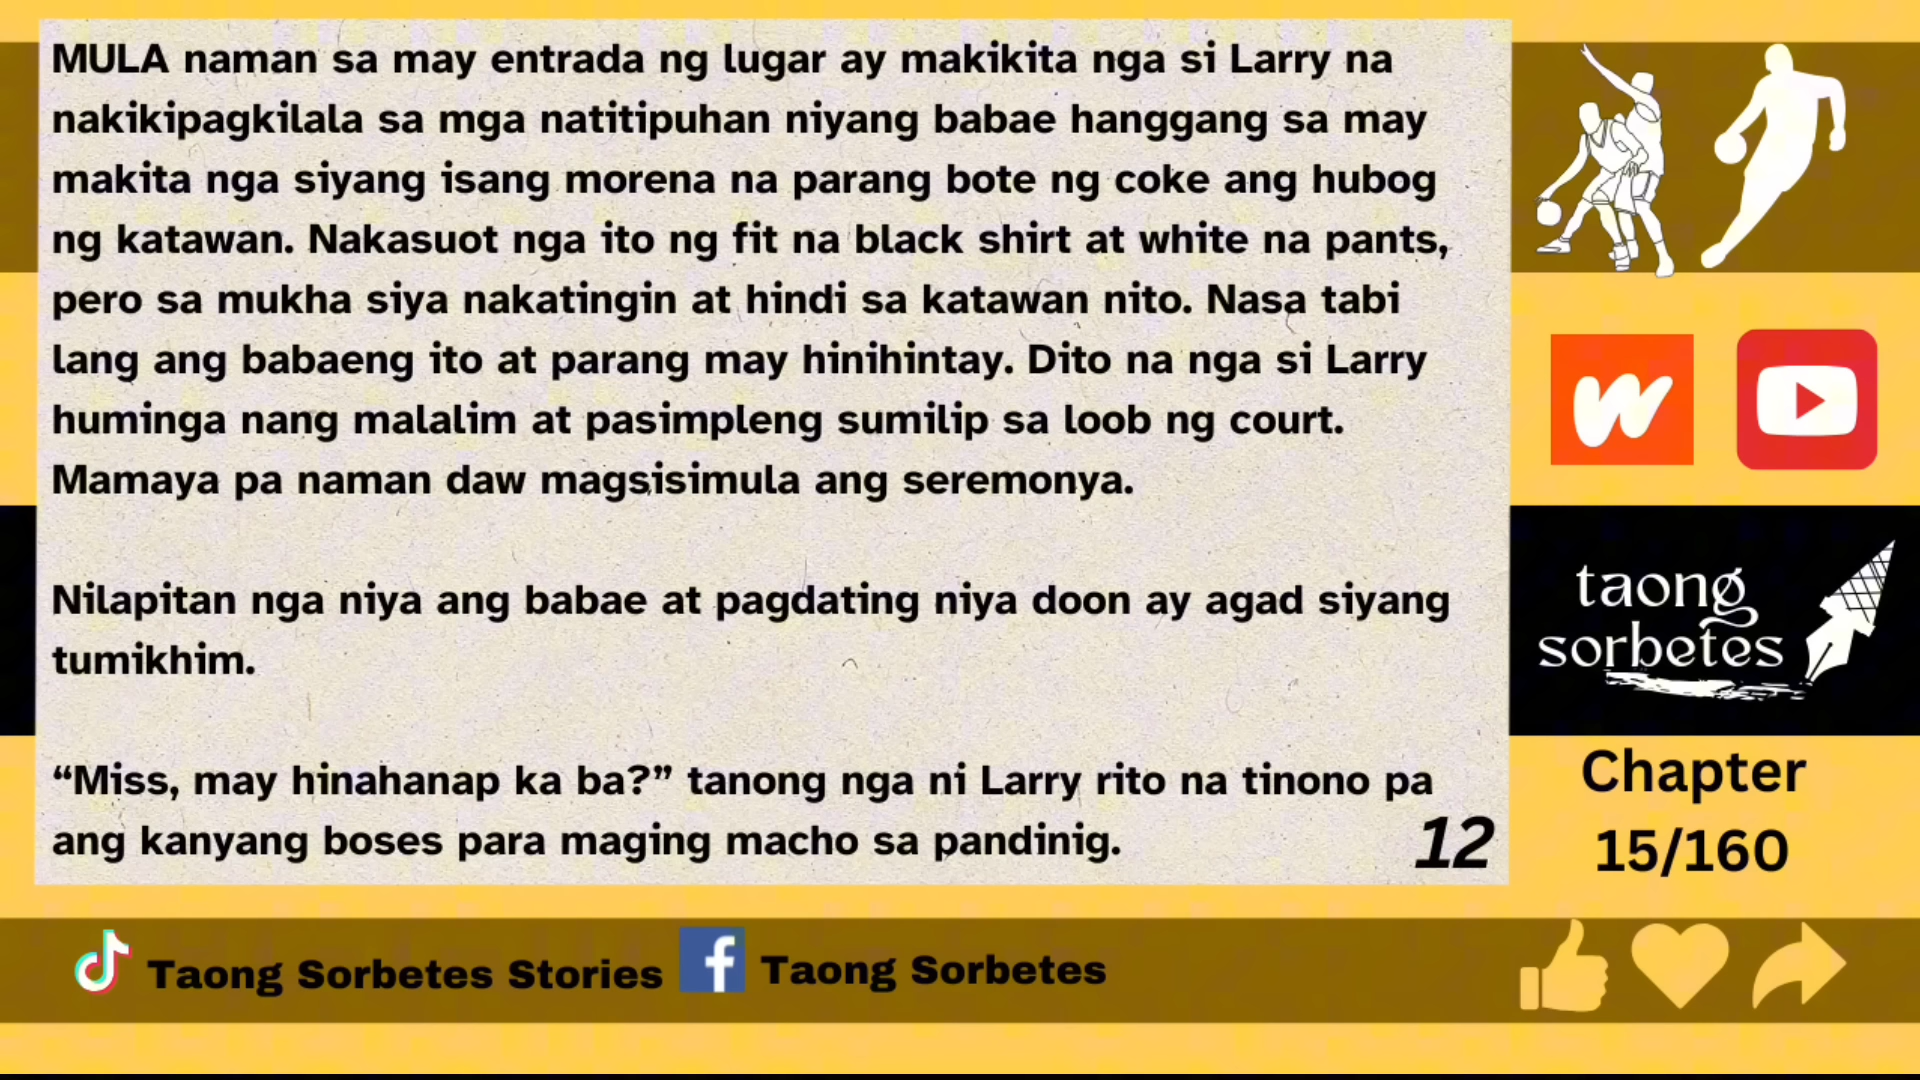 MULA naman sa may entrada ng lugar ay makikita nga si Larry na
nakikipagkilala sa mga natitipuhan niyang babae hanggang sa may
makita nga siyang isang morena na parang bote ng coke ang hubog
ng katawan. Nakasuot nga ito ng fit na black shirt at white na pants,
pero sa mukha siya nakatingin at hindi sa katawan nito. Nasa tabi
lang ang babaeng ito at parang may hinihintay. Dito na nga si Larry
huminga nang malalim at pasimpleng sumilip sa loob ng court.
Mamaya pa naman daw magsisimula ang seremonya.
Nilapitan nga niya ang babae at pagdating niya doon ay agad siyang
tumikhim.
“Miss, may hinahanap ka ba?” tanong nga ni Larry rito na tinono pa
ang kanyang boses para maging macho sa pandinig.
12
taong
sorbetes
Chapter
15/160
Taong Sorbetes Stories
Taong Sorbetes